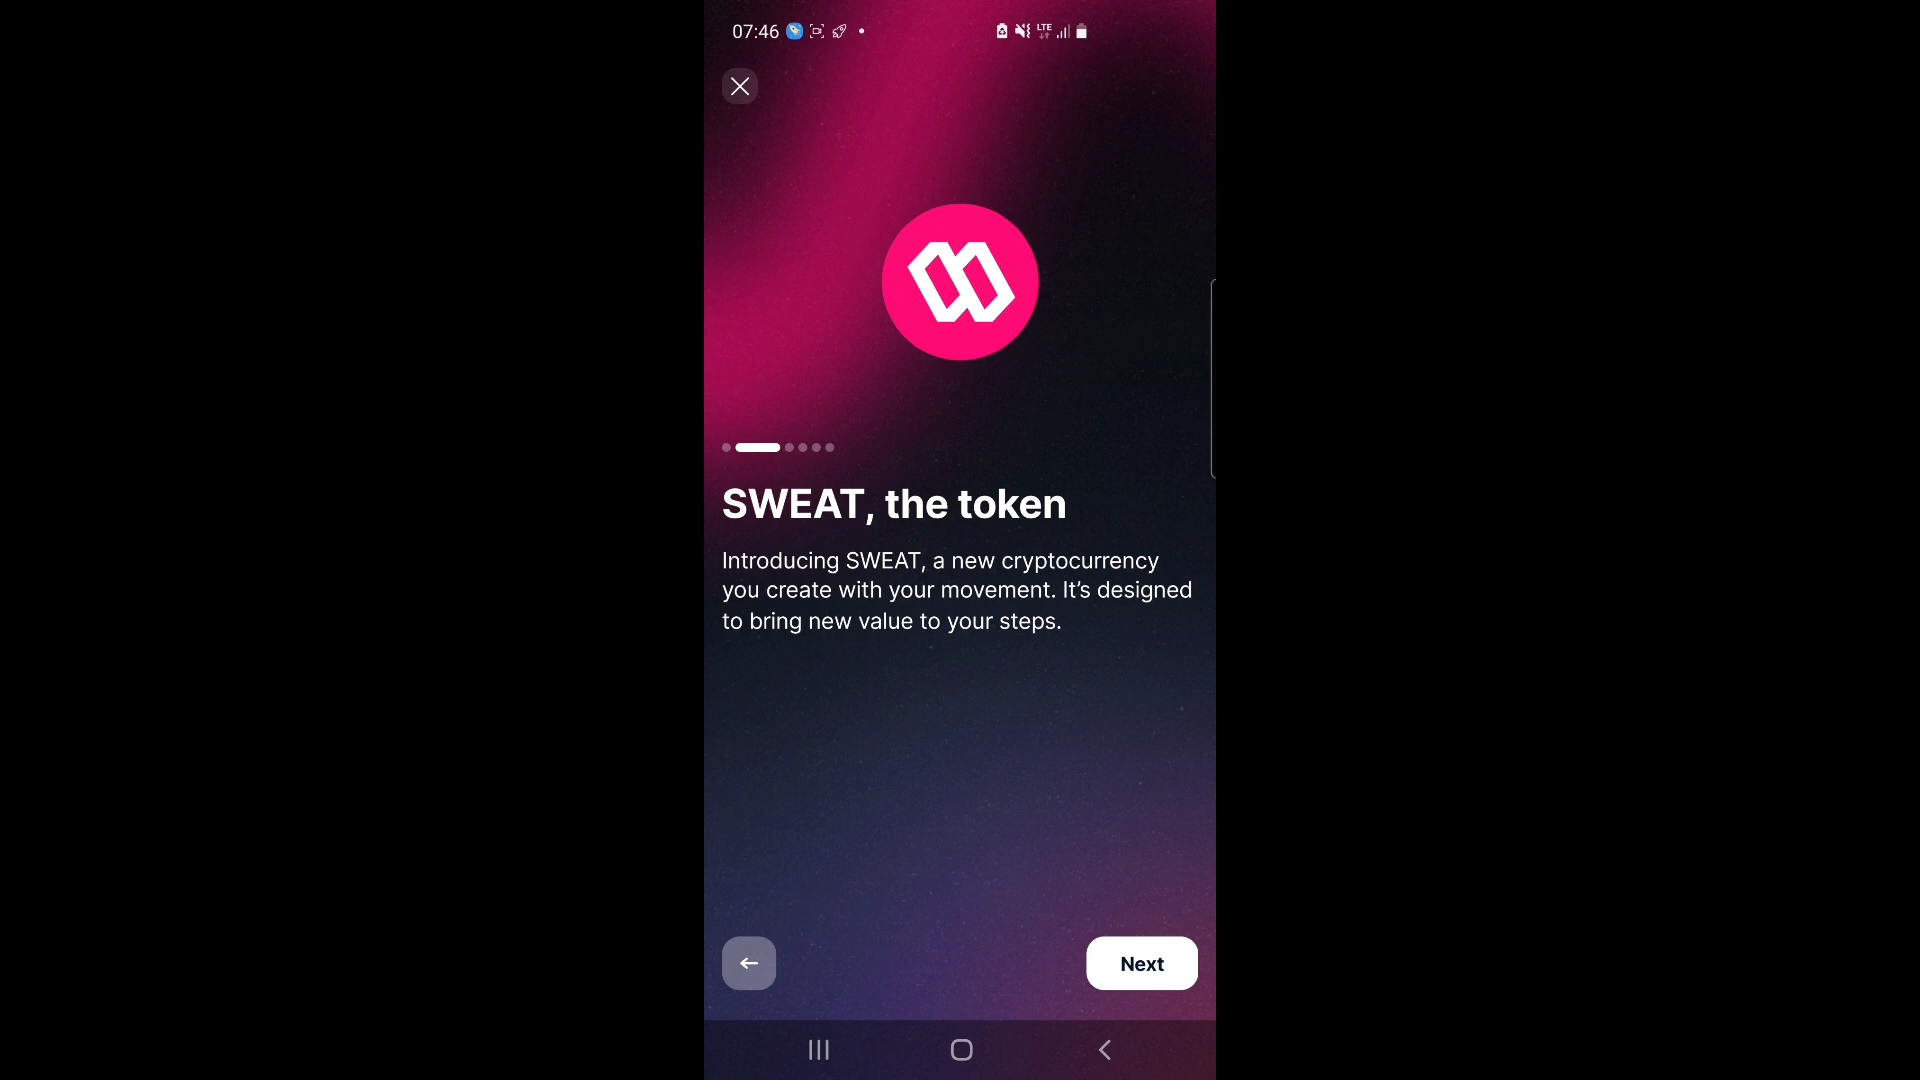 07:46
LTE
SWEAT, the token
Introducing SWEAT, a new cryptocurrency
you create with your movement. It’s designed
to bring new value to your steps.
Next